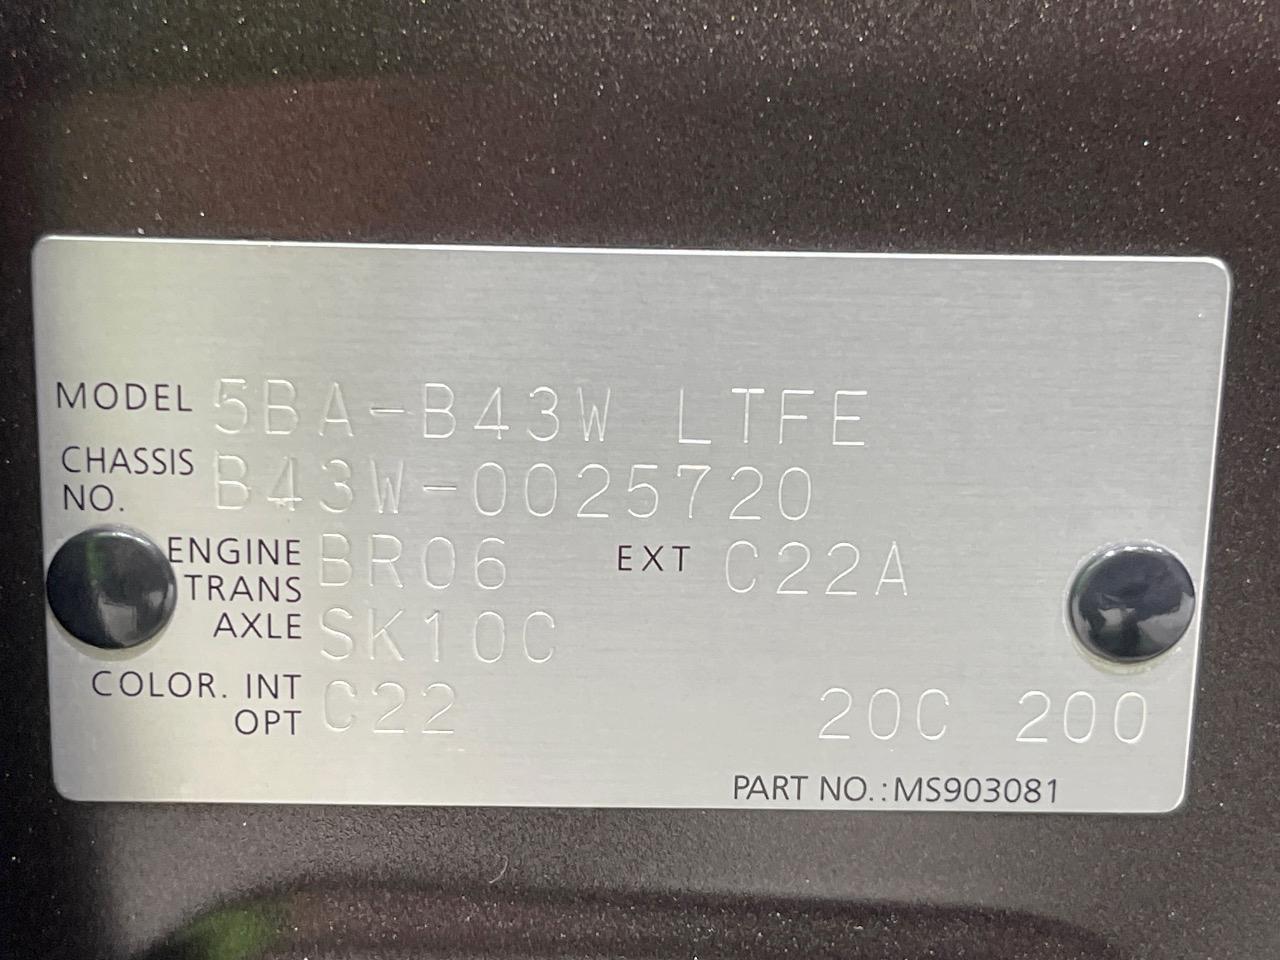 MODEL 5BA-B43W LTFE
CHASSIS
NO. B43W-0025720
ENGINE BR06 EXT C22A
TRANS
AXLE SK10C
COLOR. INT C22
OPT 20C 200
PART NO.:MS903081